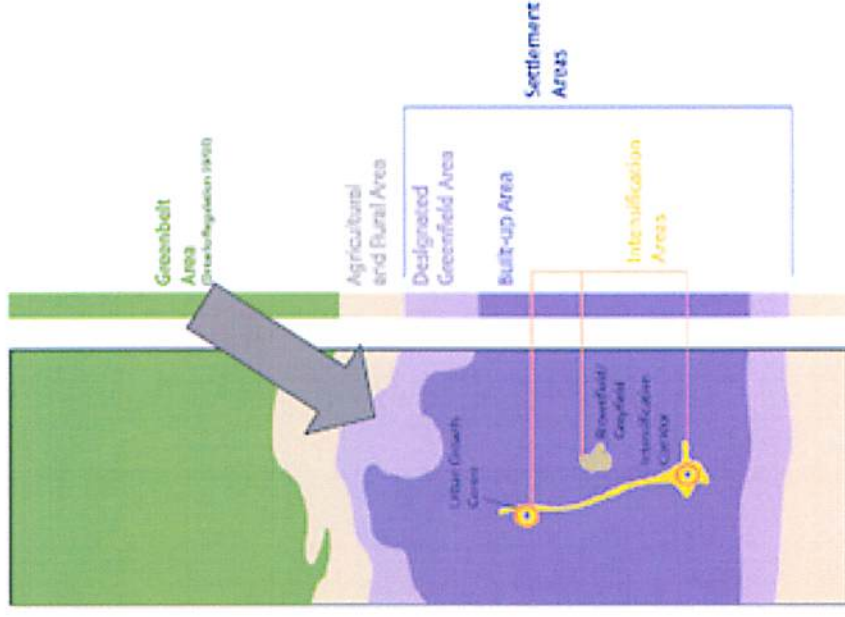 Greenbelt
Area
Agricultural
and Rural Area
Designated
Greenfield Area
Built-up Area
Intensification
Areas
Settlement
Areas
Urban Growth
Centre
Brownfield/
Greyfield
Intensification
Corridor